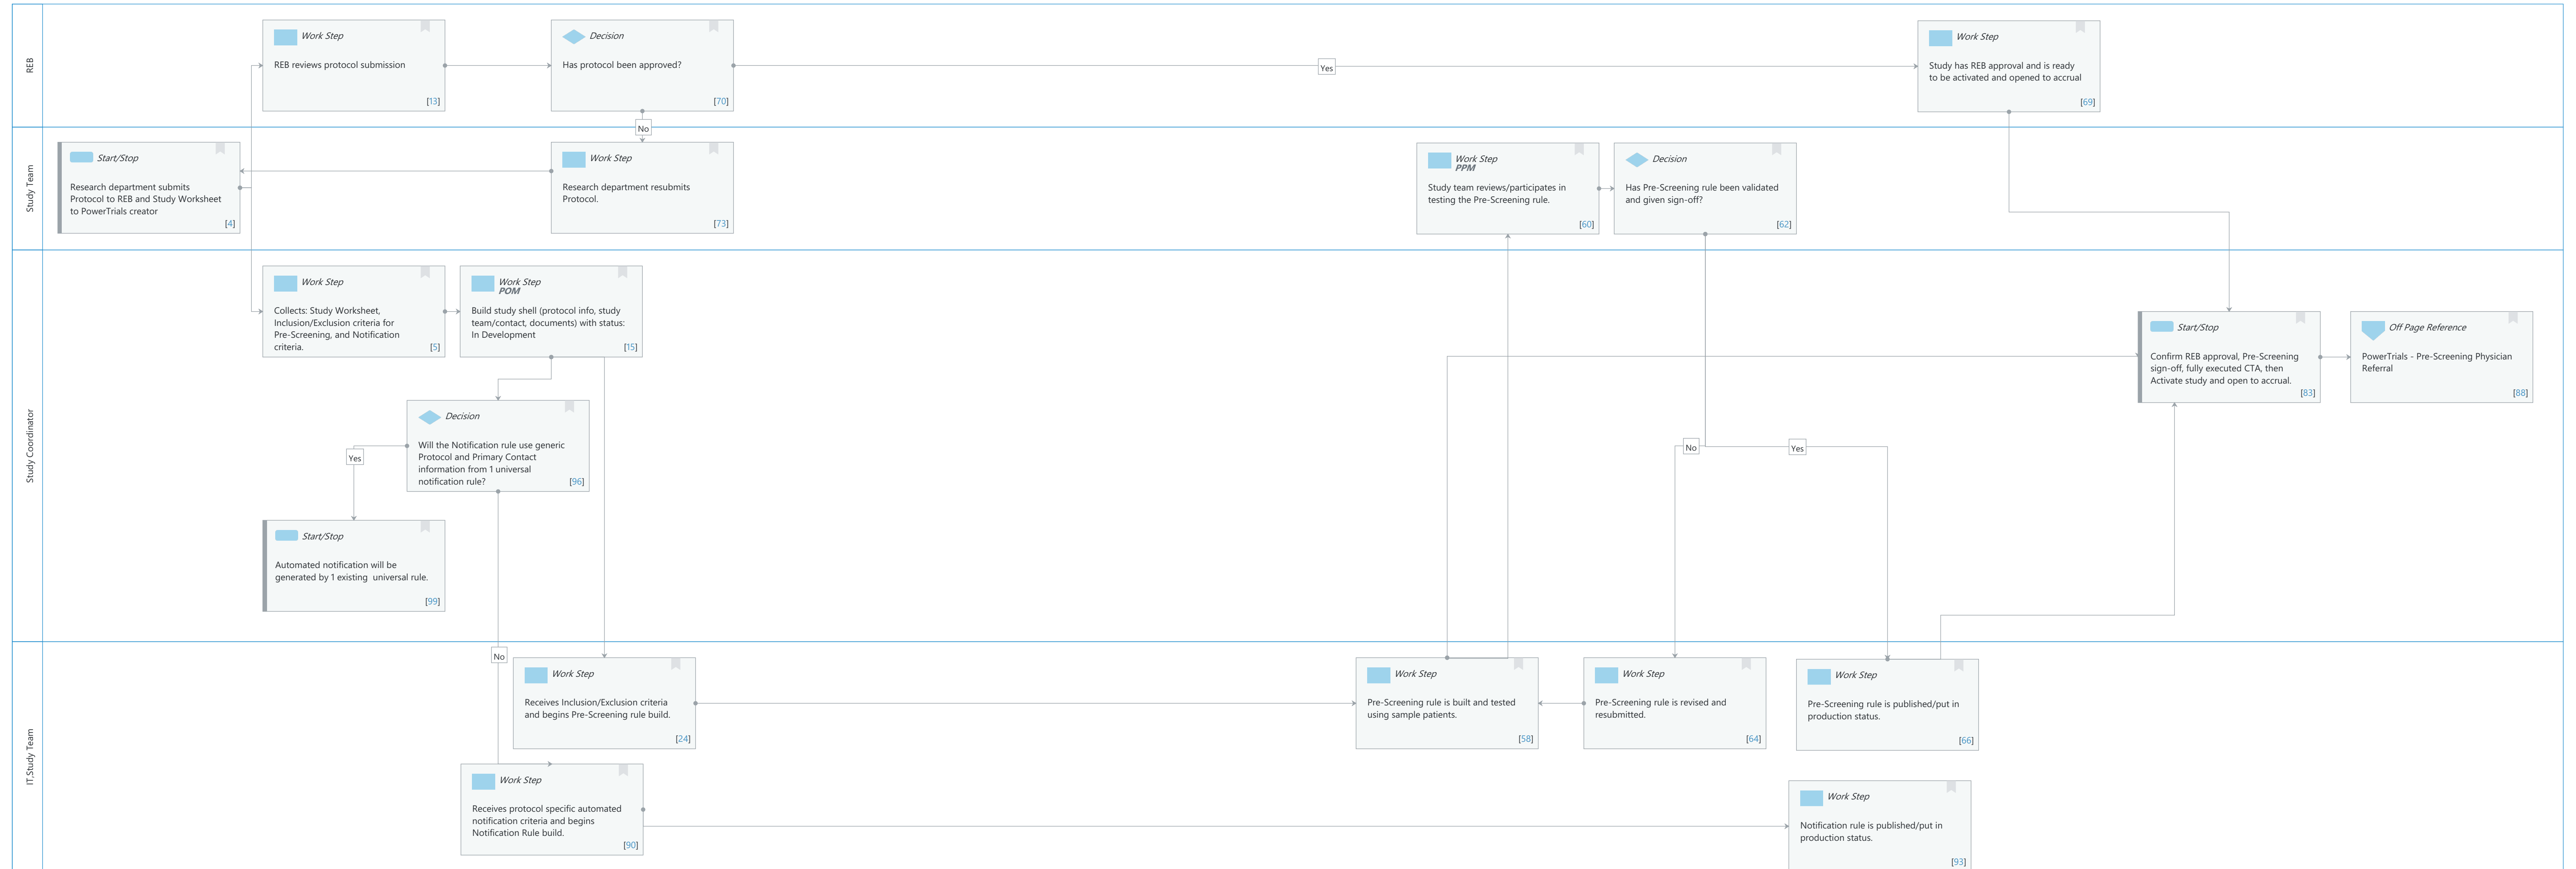 REB
Work Step
REB reviews protocol submission
[13]
Decision
Has protocol been approved?
[70]
Yes
Work Step
Study has REB approval and is ready
to be activated and opened to accrual
[69]
No
Study Team
Start/Stop
Research department submits
Protocol to REB and Study Worksheet
to PowerTrials creator
[4]
Work Step
Research department resubmits
Protocol.
[73]
Work Step
PPM
Study team reviews/participates in
testing the Pre-Screening rule.
[60]
Decision
Has Pre-Screening rule been validated
and given sign-off?
[62]
Study Coordinator
Work Step
Collects: Study Worksheet,
Inclusion/Exclusion criteria for
Pre-Screening, and Notification
criteria.
[5]
Work Step
POM
Build study shell (protocol info, study
team/contact, documents) with status:
In Development
[15]
Start/Stop
Confirm REB approval, Pre-Screening
sign-off, fully executed CTA, then
Activate study and open to accrual.
[83]
Off Page Reference
PowerTrials - Pre-Screening Physician
Referral
[88]
Decision
Will the Notification rule use generic
Protocol and Primary Contact
information from 1 universal
notification rule?
[96]
Yes
No
Yes
Start/Stop
Automated notification will be
generated by 1 existing  universal rule.
[99]
No
IT,Study Team
Work Step
Receives Inclusion/Exclusion criteria
and begins Pre-Screening rule build.
[24]
Work Step
Pre-Screening rule is built and tested
using sample patients.
[58]
Work Step
Pre-Screening rule is revised and
resubmitted.
[64]
Work Step
Pre-Screening rule is published/put in
production status.
[66]
Work Step
Receives protocol specific automated
notification criteria and begins
Notification Rule build.
[90]
Work Step
Notification rule is published/put in
production status.
[93]